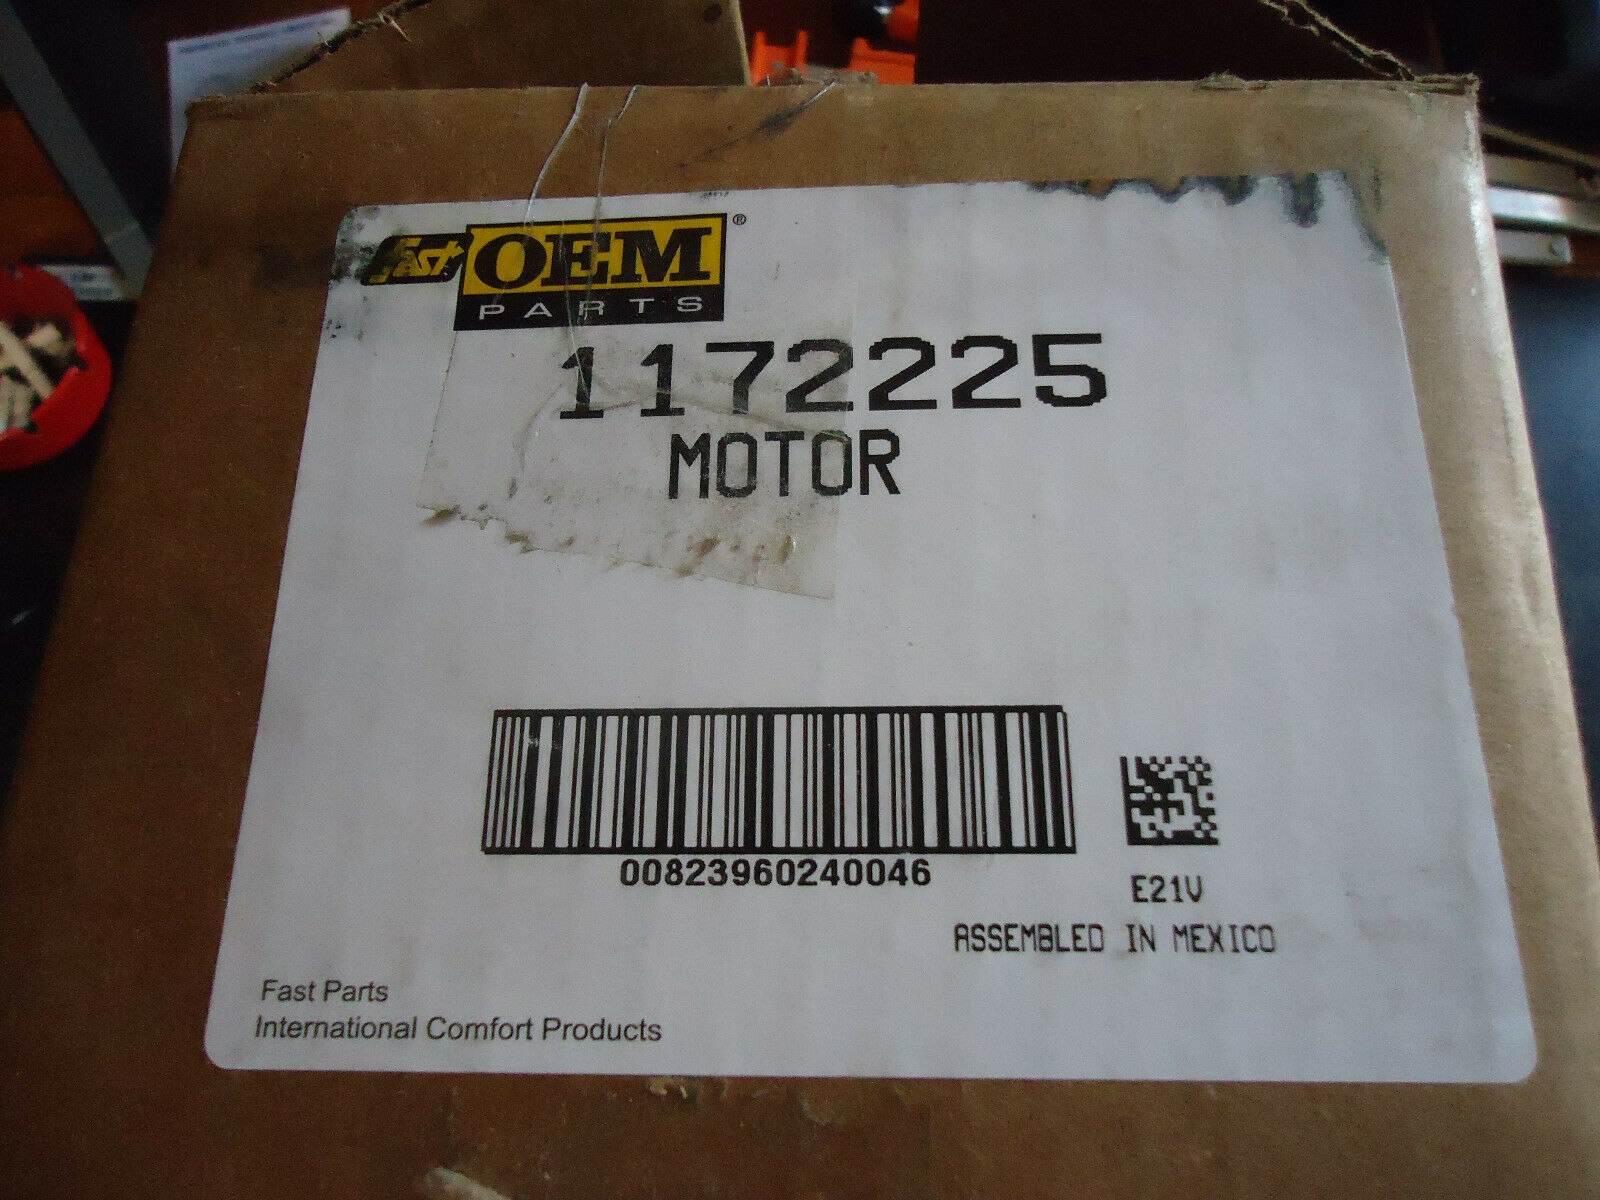 Fast OEM ®
PARTS
1172225
MOTOR
00823960240046
E21V
ASSEMBLED IN MEXICO
Fast Parts
International Comfort Products